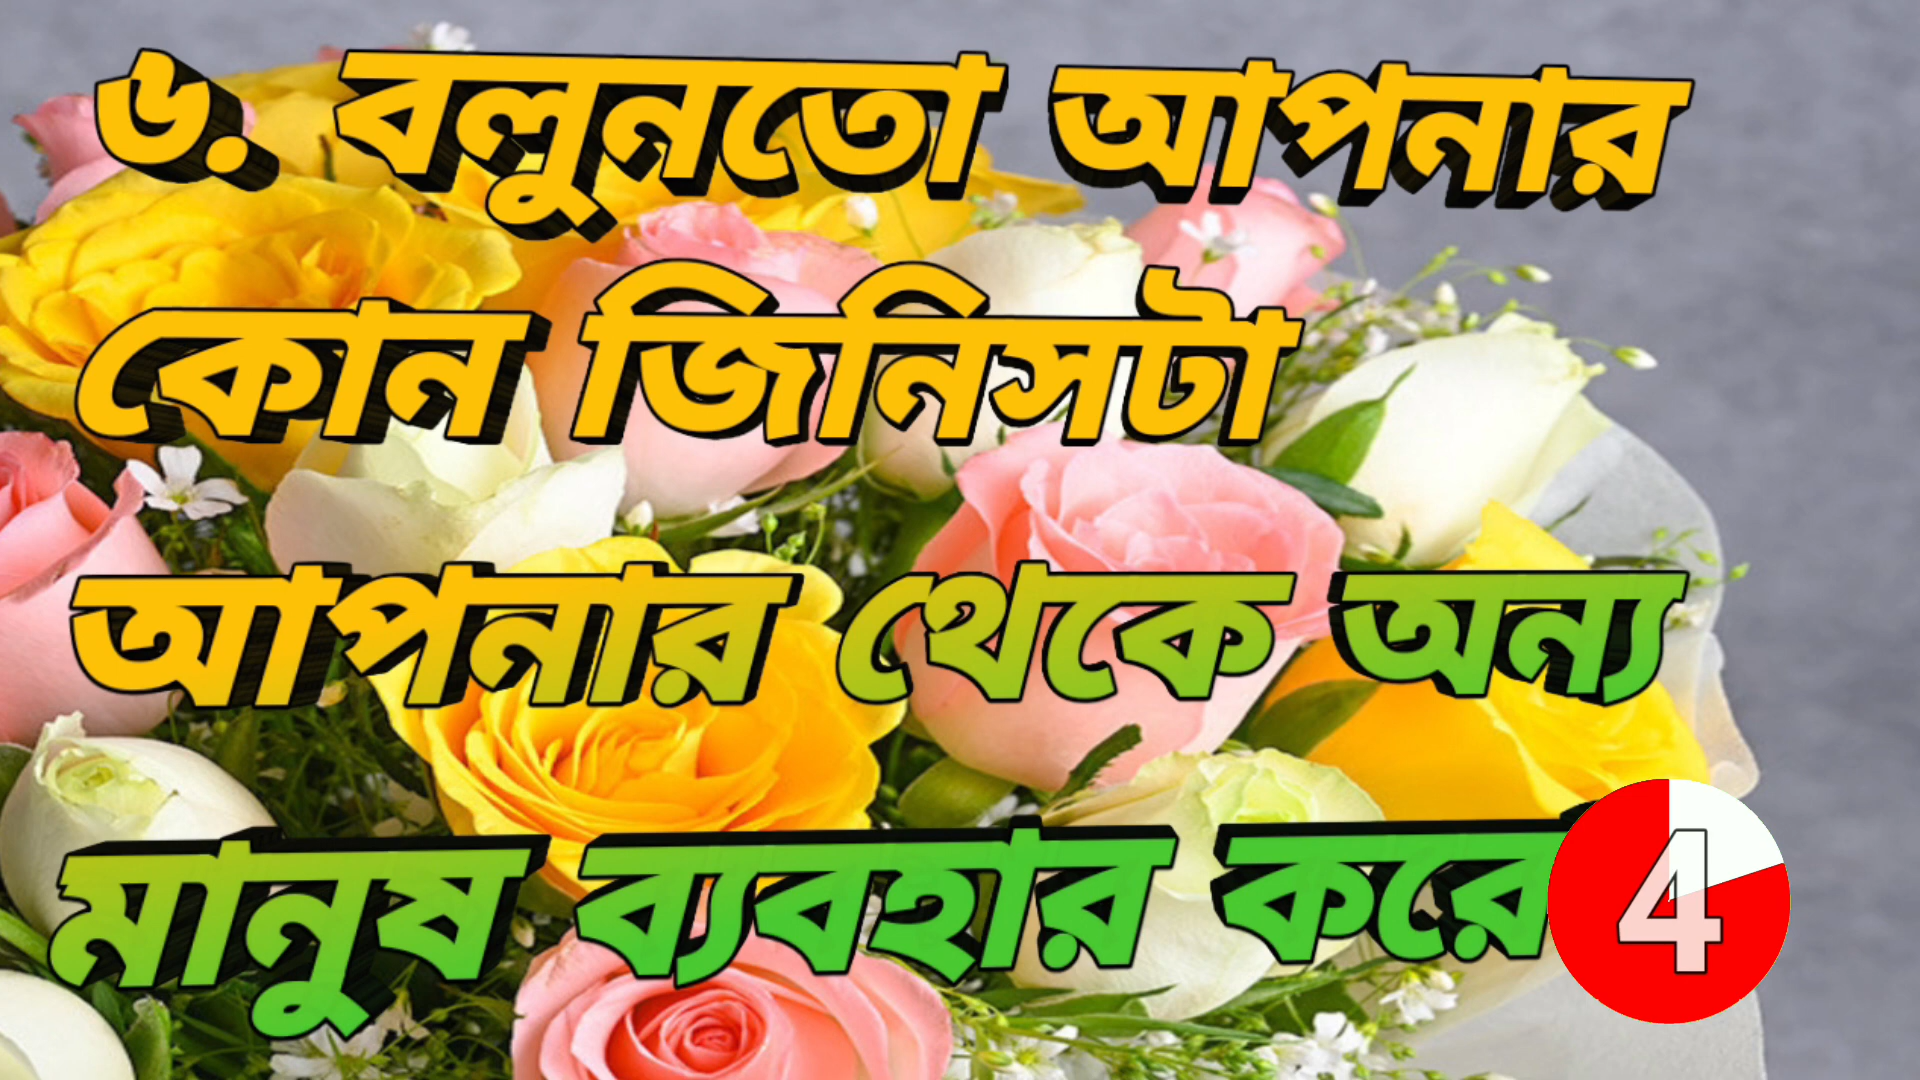 ৬. বলুনতো আপনার
কোন জিনিসটা
আপনার থেকে অন্য
মানুষ ব্যবহার করে
4